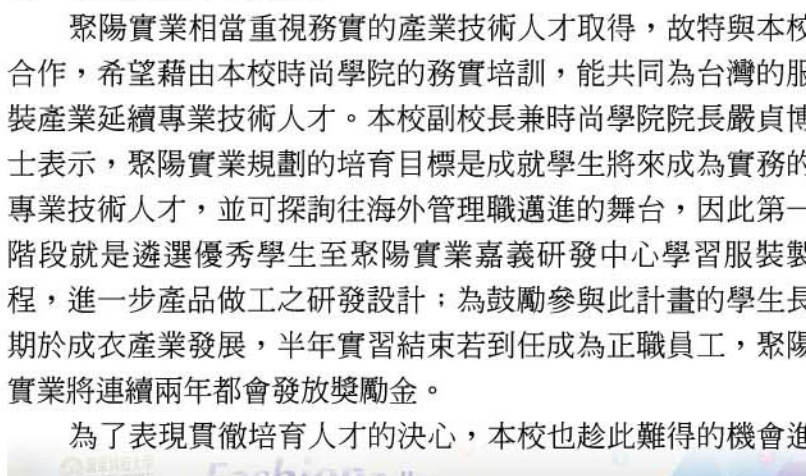 聚陽實業相當重視務實的產業技術人才取得,故特與本校
合作,希望藉由本校時尚學院的務實培訓,能共同為台灣的服
裝產業延續專業技術人才。本校副校長兼時尚學院院長嚴貞博
士表示,聚陽實業規劃的培育目標是成就學生將來成為實務的
專業技術人才,並可探詢往海外管理職邁進的舞台,因此第一
階段就是遴選優秀學生至聚陽實業嘉義研發中心學習服裝製
程,進一步產品做工之研發設計;為鼓勵參與此計畫的學生長
期於成衣產業發展,半年實習結束若到任成為正職員工,聚陽
實業將連續兩年都會發放獎勵金。
為了表現貫徹培育人才的決心,本校也趁此難得的機會進